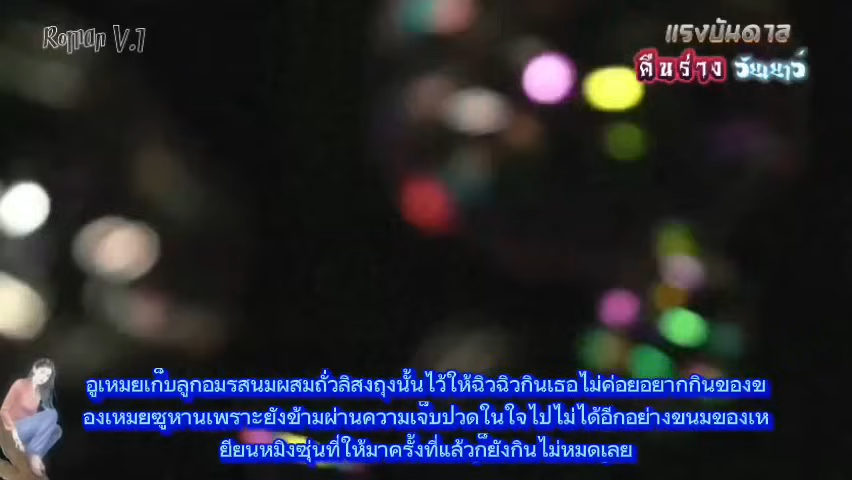 Roman V.1
แรงบันดาล
คืนร่าง วัยเยาว์
อูเหมยเก็บลูกอมรสนมผสมถั่วลิสงถุงนั้นไว้ให้ฉิวฉิวกินเธอไม่ค่อยอยากกินของข
องเหมยซูหานเพราะยังข้ามผ่านความเจ็บปวดในใจไปไม่ได้อีกอย่างขนมของเห
ยียนหมิงซุ่นที่ให้มาครั้งที่แล้วก็ยังกินไม่หมดเลย